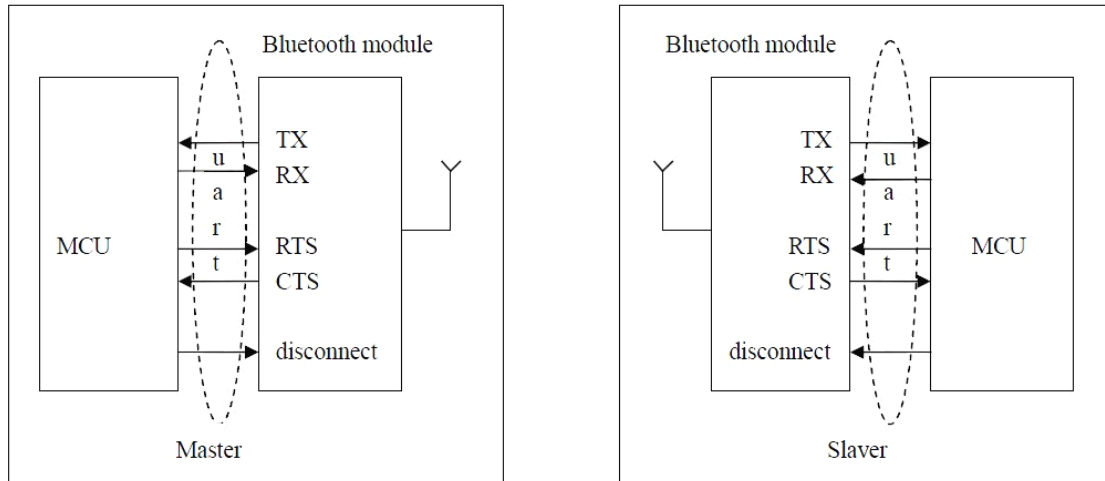 Bluetooth module
TX
u
RX
a
MCU
r
RTS
t
CTS
disconnect
Master
Bluetooth module
TX
u
RX
a
RTS
r
MCU
CTS
t
disconnect
Slaver